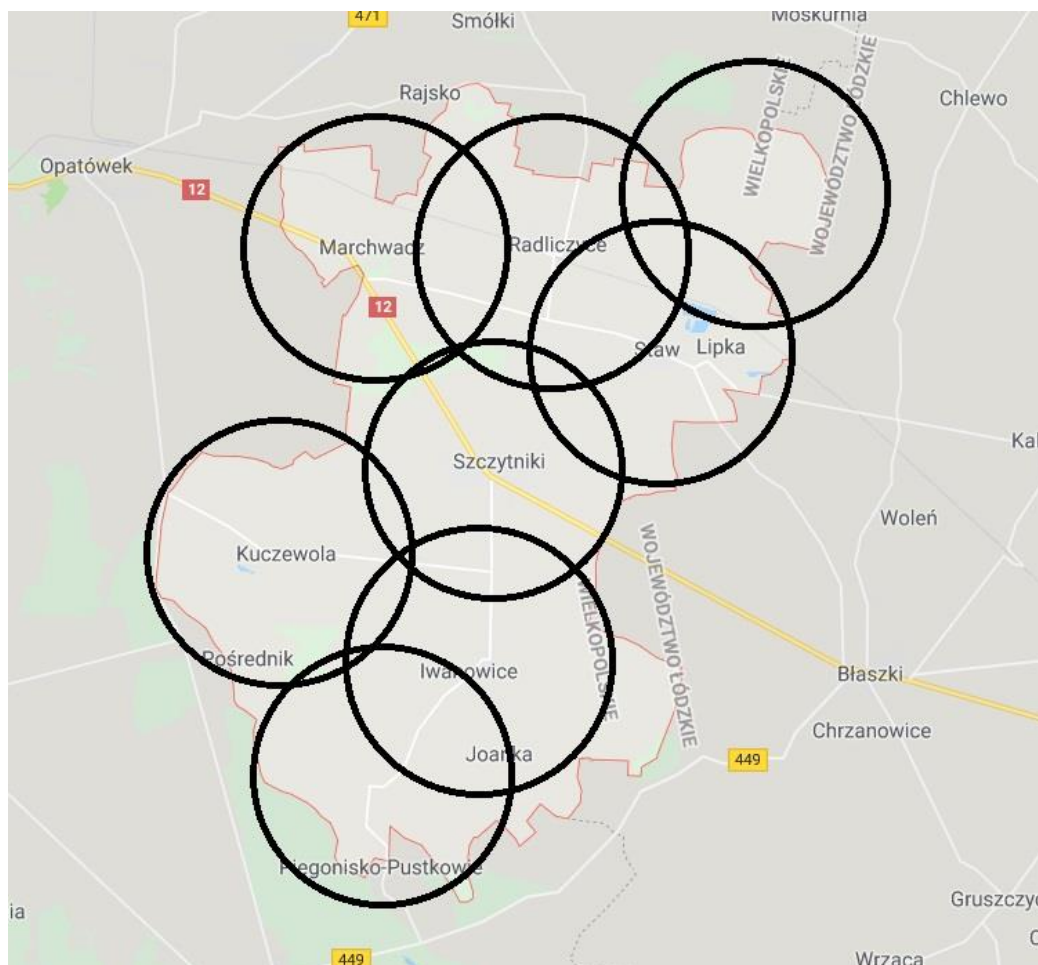 471
Smółki
Moskurnia
Rajsko
Chlewo
WIELKOPOLSKIE
WOJEWÓDZTWO ŁÓDZKIE
Opatówek
12
Marchwacz
Radliczyce
12
Staw
Lipka
Szczytniki
Kal
Woleń
Kuczewola
WIELKOPOLSKIE
WOJEWÓDZTWO ŁÓDZKIE
Pośrednik
Iwanowice
Błaszki
Chrzanowice
Joanka
449
Piegonisko-Pustkowie
Gruszczyc
ia
449
Wrząca